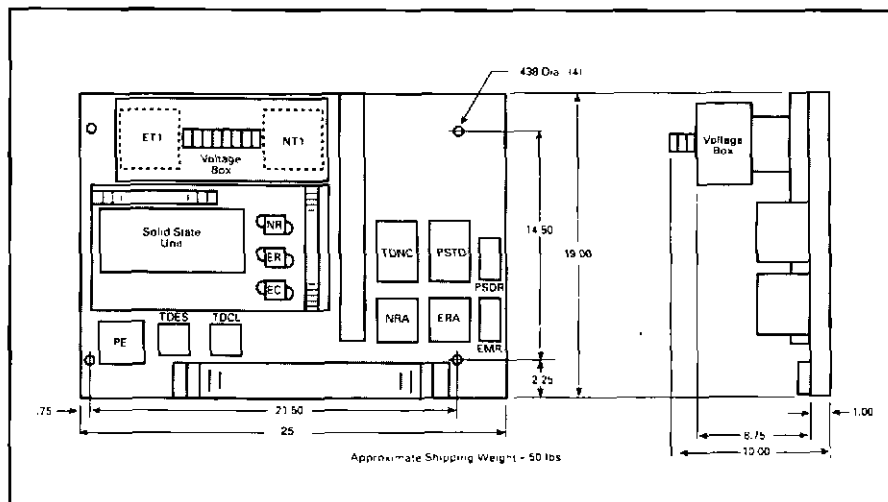 438 Dia. (4)
ET1
NT1
Voltage
Box
Voltage
Box
Solid State
Unit
NR
ER
EC
14.50
19.00
TDNC
PSTD
PSDR
NRA
ERA
EMR
PE
TDES
TDCL
2.25
.75
21.50
25
1.00
8.75
10.00
Approximate Shipping Weight - 50 lbs